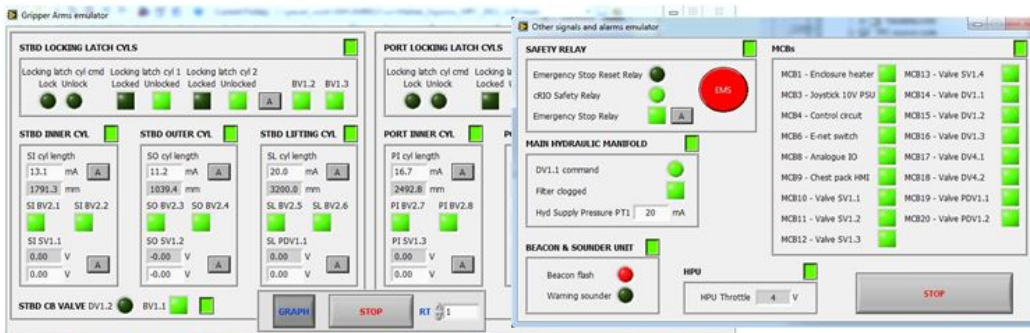 Gripper Arms emulator
STBD LOCKING LATCH CYLS
Locking latch cyl cmd Locking latch cyl 1 Locking latch cyl 2
Lock Unlock Locked Unlocked Locked Unlocked BV1.2 BV1.3
A
PORT LOCKING LATCH CYLS
Locking latch cyl cmd Locking
Lock Unlock Locked
STBD INNER CYL
SI cyl length
13.1 mA A
1791.3 mm
SI BV2.1 SI BV2.2
SI SV1.1
0.00 V
0.00 V A
STBD OUTER CYL
SO cyl length
11.2 mA A
1039.4 mm
SO BV2.3 SO BV2.4
SO SV1.2
-0.00 V
-0.00 V A
STBD LIFTING CYL
SL cyl length
20.0 mA A
3200.0 mm
SL BV2.5 SL BV2.6
SL PDV1.1
0.00 V
0.00 V A
PORT INNER CYL
PI cyl length
16.7 mA A
2492.8 mm
PI BV2.7 PI BV2.8
PI SV1.3
0.00 V
0.00 V A
STBD CB VALVE DV1.2 BV1.1
GRAPH STOP RT 1
Other signals and alarms emulator
SAFETY RELAY
Emergency Stop Reset Relay
cRIO Safety Relay
Emergency Stop Relay A
EMS
MAIN HYDRAULIC MANIFOLD
DV1.1 command
Filter clogged
Hyd Supply Pressure PT1 20 mA
BEACON & SOUNDER UNIT
Beacon flash
Warning sounder
HPU
HPU Throttle 4 V
MCBs
MCB1 - Enclosure heater MCB13 - Valve SV1.4
MCB3 - Joystick 10V PSU MCB14 - Valve DV1.1
MCB4 - Control circuit MCB15 - Valve DV1.2
MCB6 - E-net switch MCB16 - Valve DV1.3
MCB8 - Analogue IO MCB17 - Valve DV4.1
MCB9 - Chest pack HMI MCB18 - Valve DV4.2
MCB10 - Valve SV1.1 MCB19 - Valve PDV1.1
MCB11 - Valve SV1.2 MCB20 - Valve PDV1.2
MCB12 - Valve SV1.3
STOP